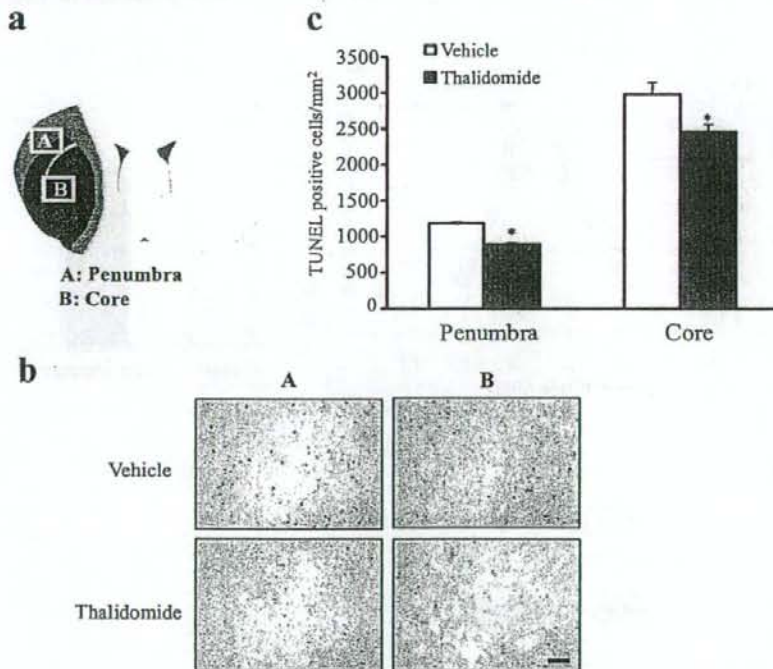 a
A
B
A: Penumbra
B: Core
c
TUNEL positive cells/mm²
3500
3000
2500
2000
1500
1000
500
0
Vehicle
Thalidomide
*
*
Penumbra
Core
b
A
B
Vehicle
Thalidomide